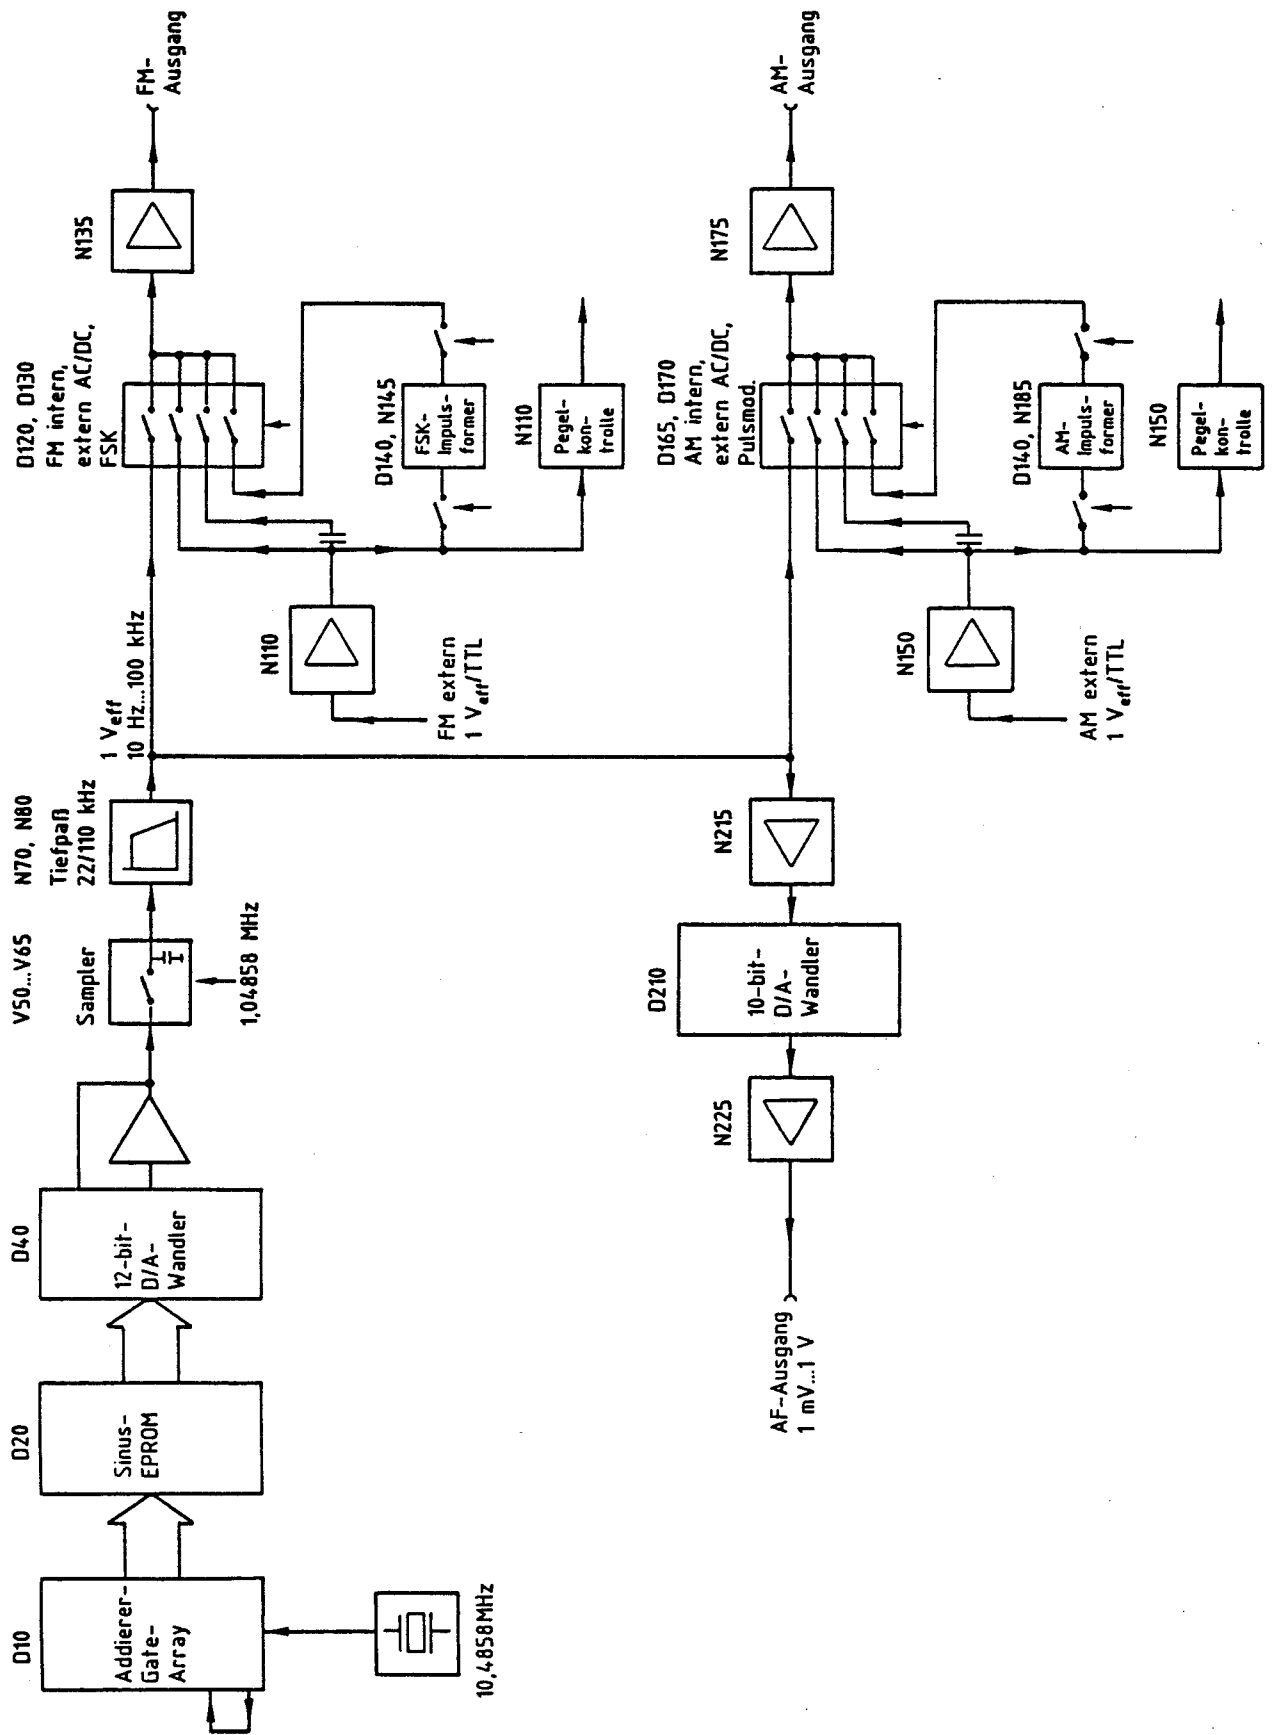 D10
Addierer-
Gate-
Array
10,4858MHz
D20
Sinus-
EPROM
D40
12-bit-
D/A-
Wandler
V50...V65
Sampler
1,04858 MHz
N70, N80
Tiefpaß
22/110 kHz
1 Veff
10 Hz...100 kHz
N110
FM extern
1 Veff/TTL
D120, D130
FM intern,
extern AC/DC,
FSK
D140, N145
FSK-
Impuls-
former
N110
Pegel-
kon-
trolle
N135
FM-
Ausgang
AF-Ausgang
1 mV...1 V
N225
D210
10-bit-
D/A-
Wandler
N215
N150
AM extern
1 Veff/TTL
D165, D170
AM intern,
extern AC/DC,
Pulsmod.
D140, N185
AM-
Impuls-
former
N150
Pegel-
kon-
trolle
N175
AM-
Ausgang